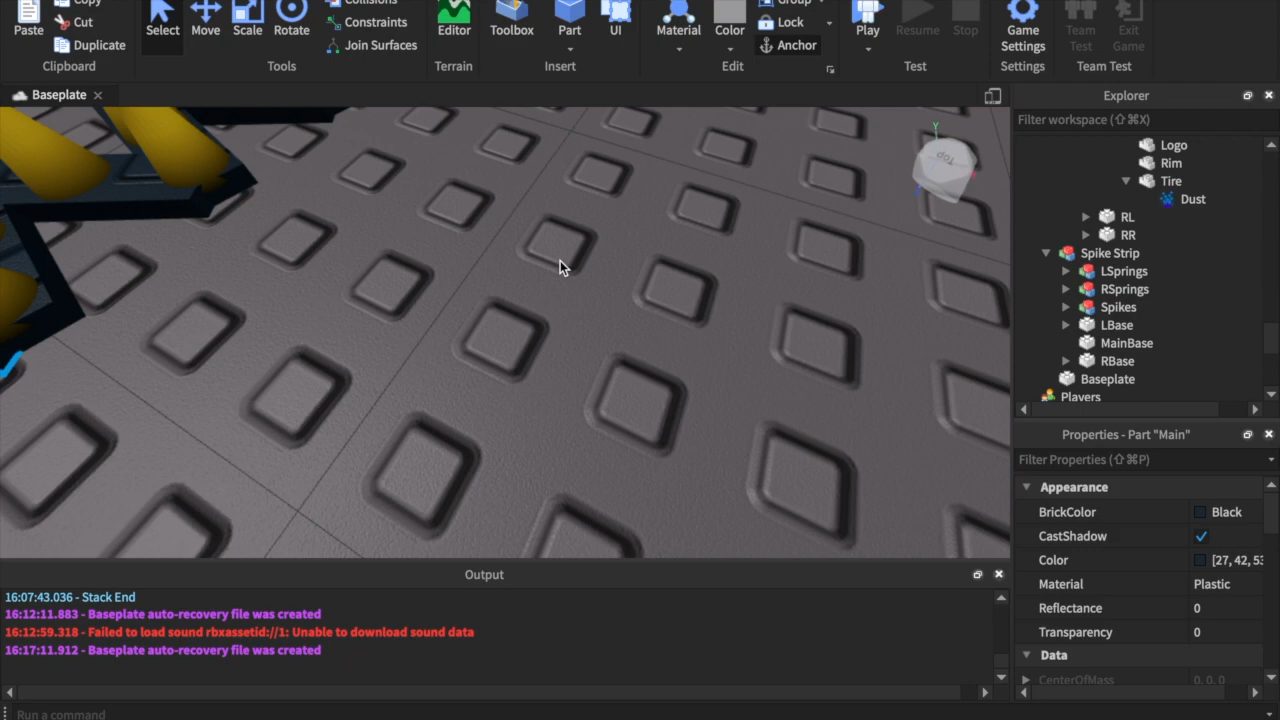 Copy
Collisions
Group
Paste
Cut
Duplicate
Select
Move
Scale
Rotate
Constraints
Join Surfaces
Editor
Toolbox
Part
UI
Material
Color
Lock
Anchor
Play
Resume
Stop
Game
Settings
Team
Test
Exit
Game
Clipboard
Tools
Terrain
Insert
Edit
Test
Settings
Team Test
Baseplate
Top
Y
Explorer
Filter workspace (⇧⌘X)
Logo
Rim
Tire
Dust
RL
RR
Spike Strip
LSprings
RSprings
Spikes
LBase
MainBase
RBase
Baseplate
Players
Properties - Part "Main"
Filter Properties (⇧⌘P)
Appearance
BrickColor Black
CastShadow
Color [27, 42, 53
Material Plastic
Reflectance 0
Transparency 0
Data
CenterOfMass 0, 0, 0
Output
16:07:43.036 - Stack End
16:12:11.883 - Baseplate auto-recovery file was created
16:12:59.318 - Failed to load sound rbxassetid://1: Unable to download sound data
16:17:11.912 - Baseplate auto-recovery file was created
Run a command